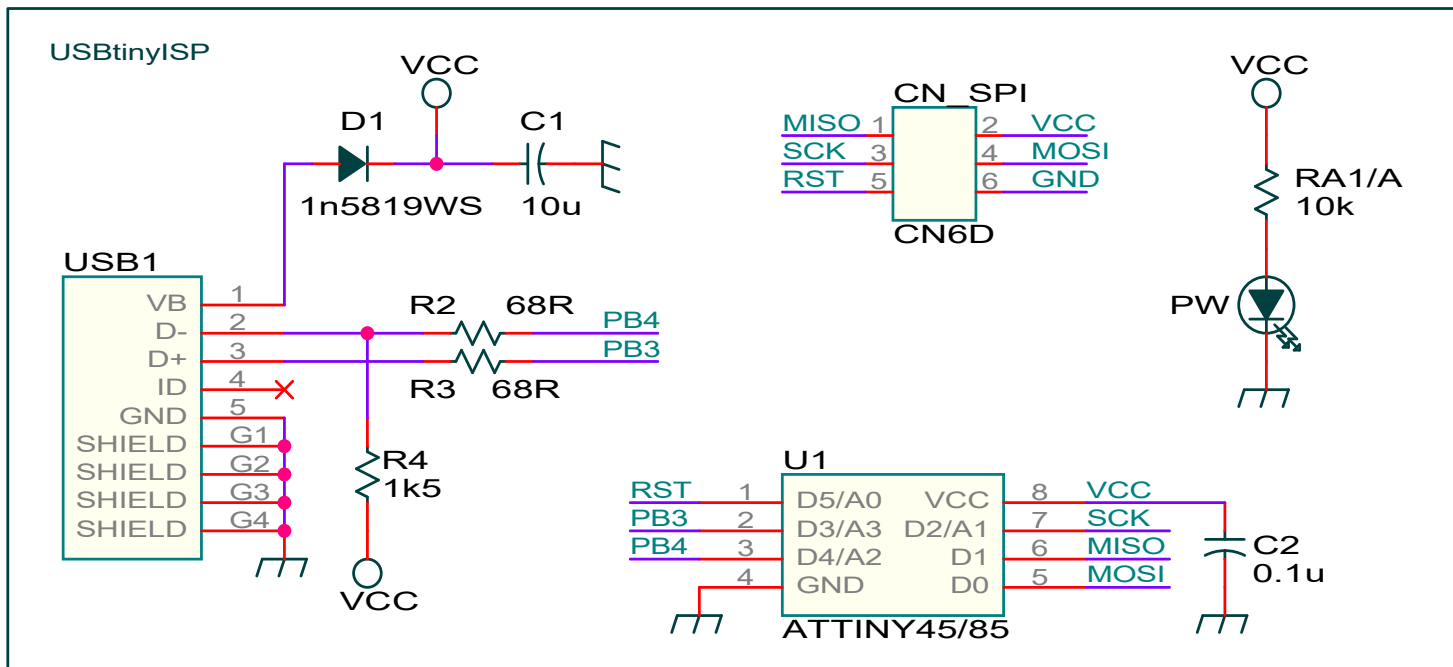 USBtinyISP
VCC
D1
C1
1n5819WS
10u
USB1
VB 1
D- 2
D+ 3
ID 4
GND 5
SHIELD G1
SHIELD G2
SHIELD G3
SHIELD G4
R2 68R
PB4
PB3
R3 68R
R4
1k5
VCC
CN_SPI
MISO 1 2 VCC
SCK 3 4 MOSI
RST 5 6 GND
CN6D
VCC
RA1/A
10k
PW
U1
RST 1 D5/A0 VCC 8 VCC
PB3 2 D3/A3 D2/A1 7 SCK
PB4 3 D4/A2 D1 6 MISO
4 GND D0 5 MOSI
ATTINY45/85
C2
0.1u